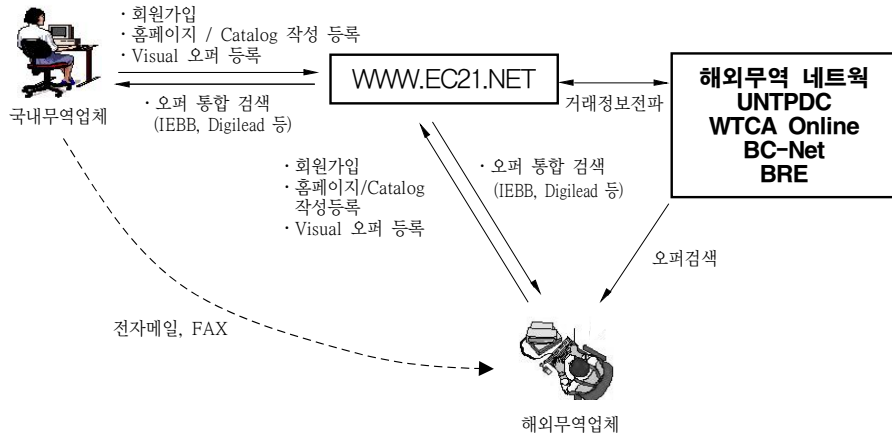 · 회원가입
· 홈페이지 / Catalog 작성 등록
· Visual 오퍼 등록
국내무역업체
· 오퍼 통합 검색
(IEBB, Digilead 등)
WWW.EC21.NET
거래정보전파
해외무역 네트웍
UNTPDC
WTCA Online
BC-Net
BRE
· 회원가입
· 홈페이지/Catalog
작성등록
· Visual 오퍼 등록
· 오퍼 통합 검색
(IEBB, Digilead 등)
오퍼검색
전자메일, FAX
해외무역업체